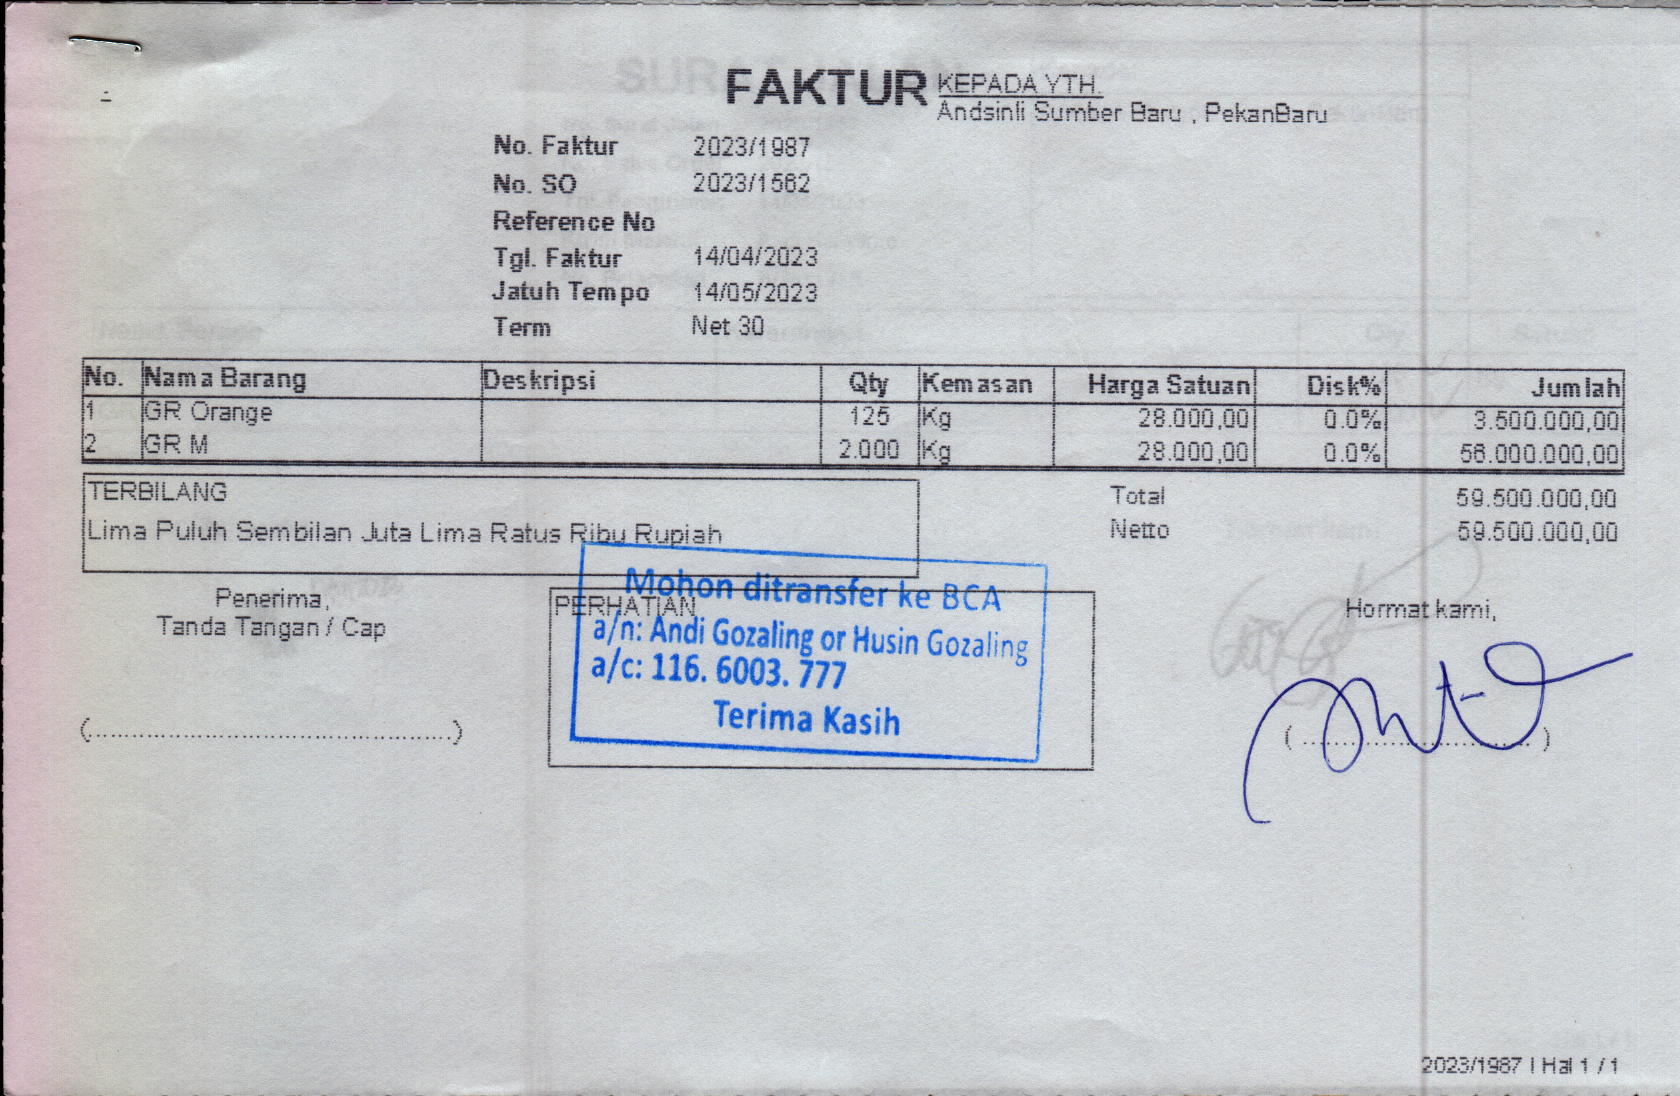 FAKTUR
KEPADA YTH.
Andsinli Sumber Baru , PekanBaru
No. Faktur 2023/1987
No. SO 2023/1562
Reference No
Tgl. Faktur 14/04/2023
Jatuh Tempo 14/05/2023
Term Net 30
No. Nama Barang Deskripsi Qty Kemasan Harga Satuan Disk% Jumlah
1 GR Orange 125 Kg 28.000,00 0.0% 3.500.000,00
2 GR M 2.000 Kg 28.000,00 0.0% 56.000.000,00
TERBILANG
Lima Puluh Sembilan Juta Lima Ratus Ribu Rupiah
Total 59.500.000,00
Netto 59.500.000,00
Penerima,
Tanda Tangan / Cap
(................................................)
PERHATIAN
Mohon ditransfer ke BCA
a/n: Andi Gozaling or Husin Gozaling
a/c: 116. 6003. 777
Terima Kasih
Hormat kami,
( ............................... )
2023/1987 | Hal 1 / 1